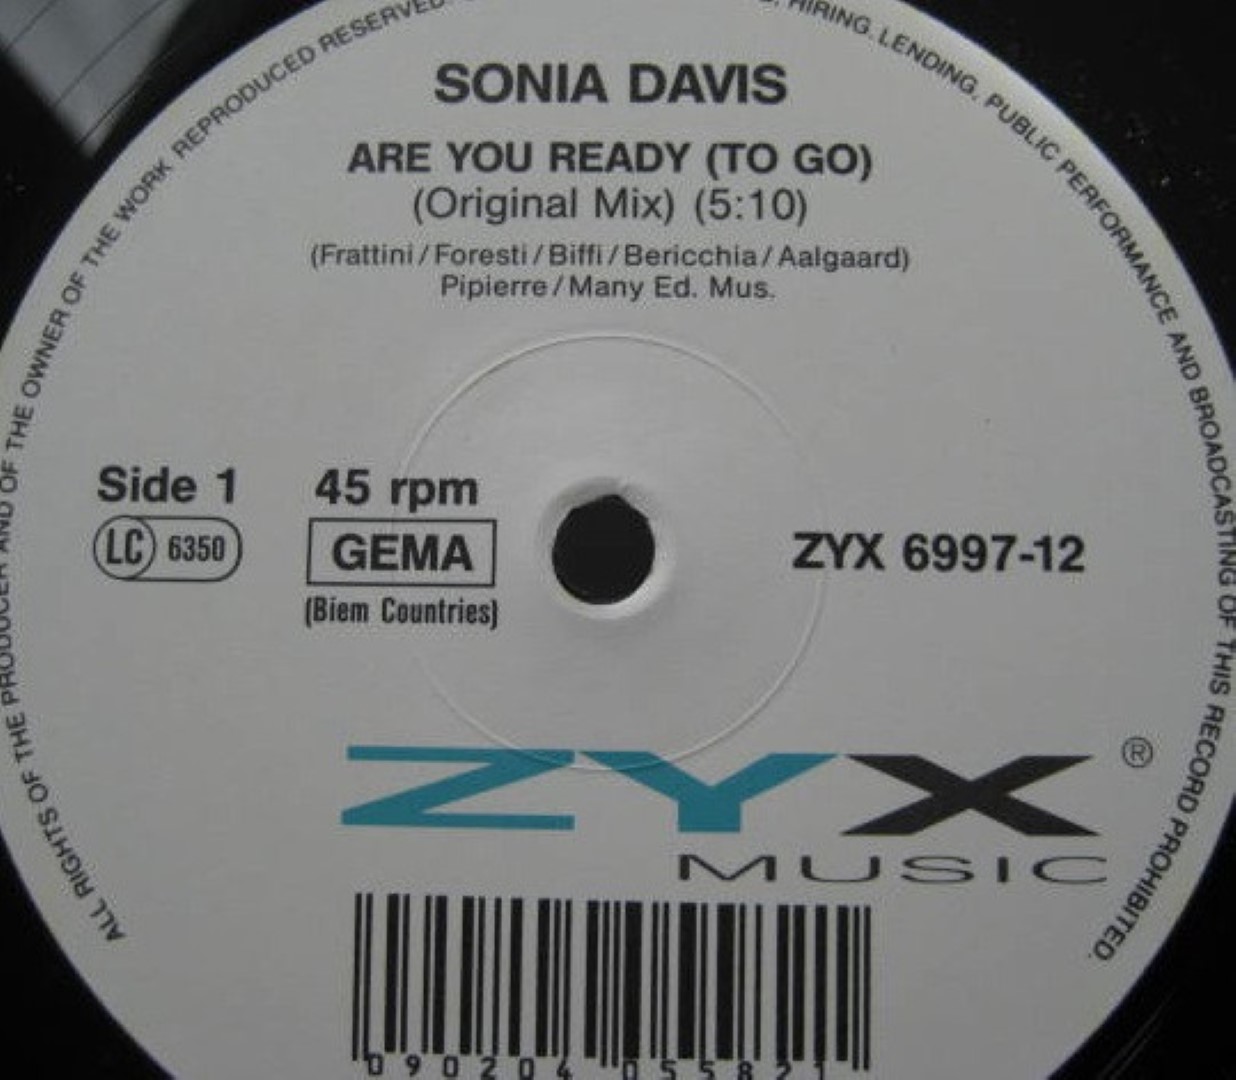 ALL RIGHTS OF THE PRODUCER AND OF THE OWNER OF THE WORK REPRODUCED RESERVED. HIRING, LENDING, PUBLIC PERFORMANCE AND BROADCASTING OF THIS RECORD PROHIBITED.
SONIA DAVIS
ARE YOU READY (TO GO)
(Original Mix) (5:10)
(Frattini/Foresti/Biffi/Bericchia/Aalgaard)
Pipierre/Many Ed. Mus.
Side 1 45 rpm
LC 6350 GEMA ZYX 6997-12
(Biem Countries)
ZYX ®
MUSIC
090204 055821